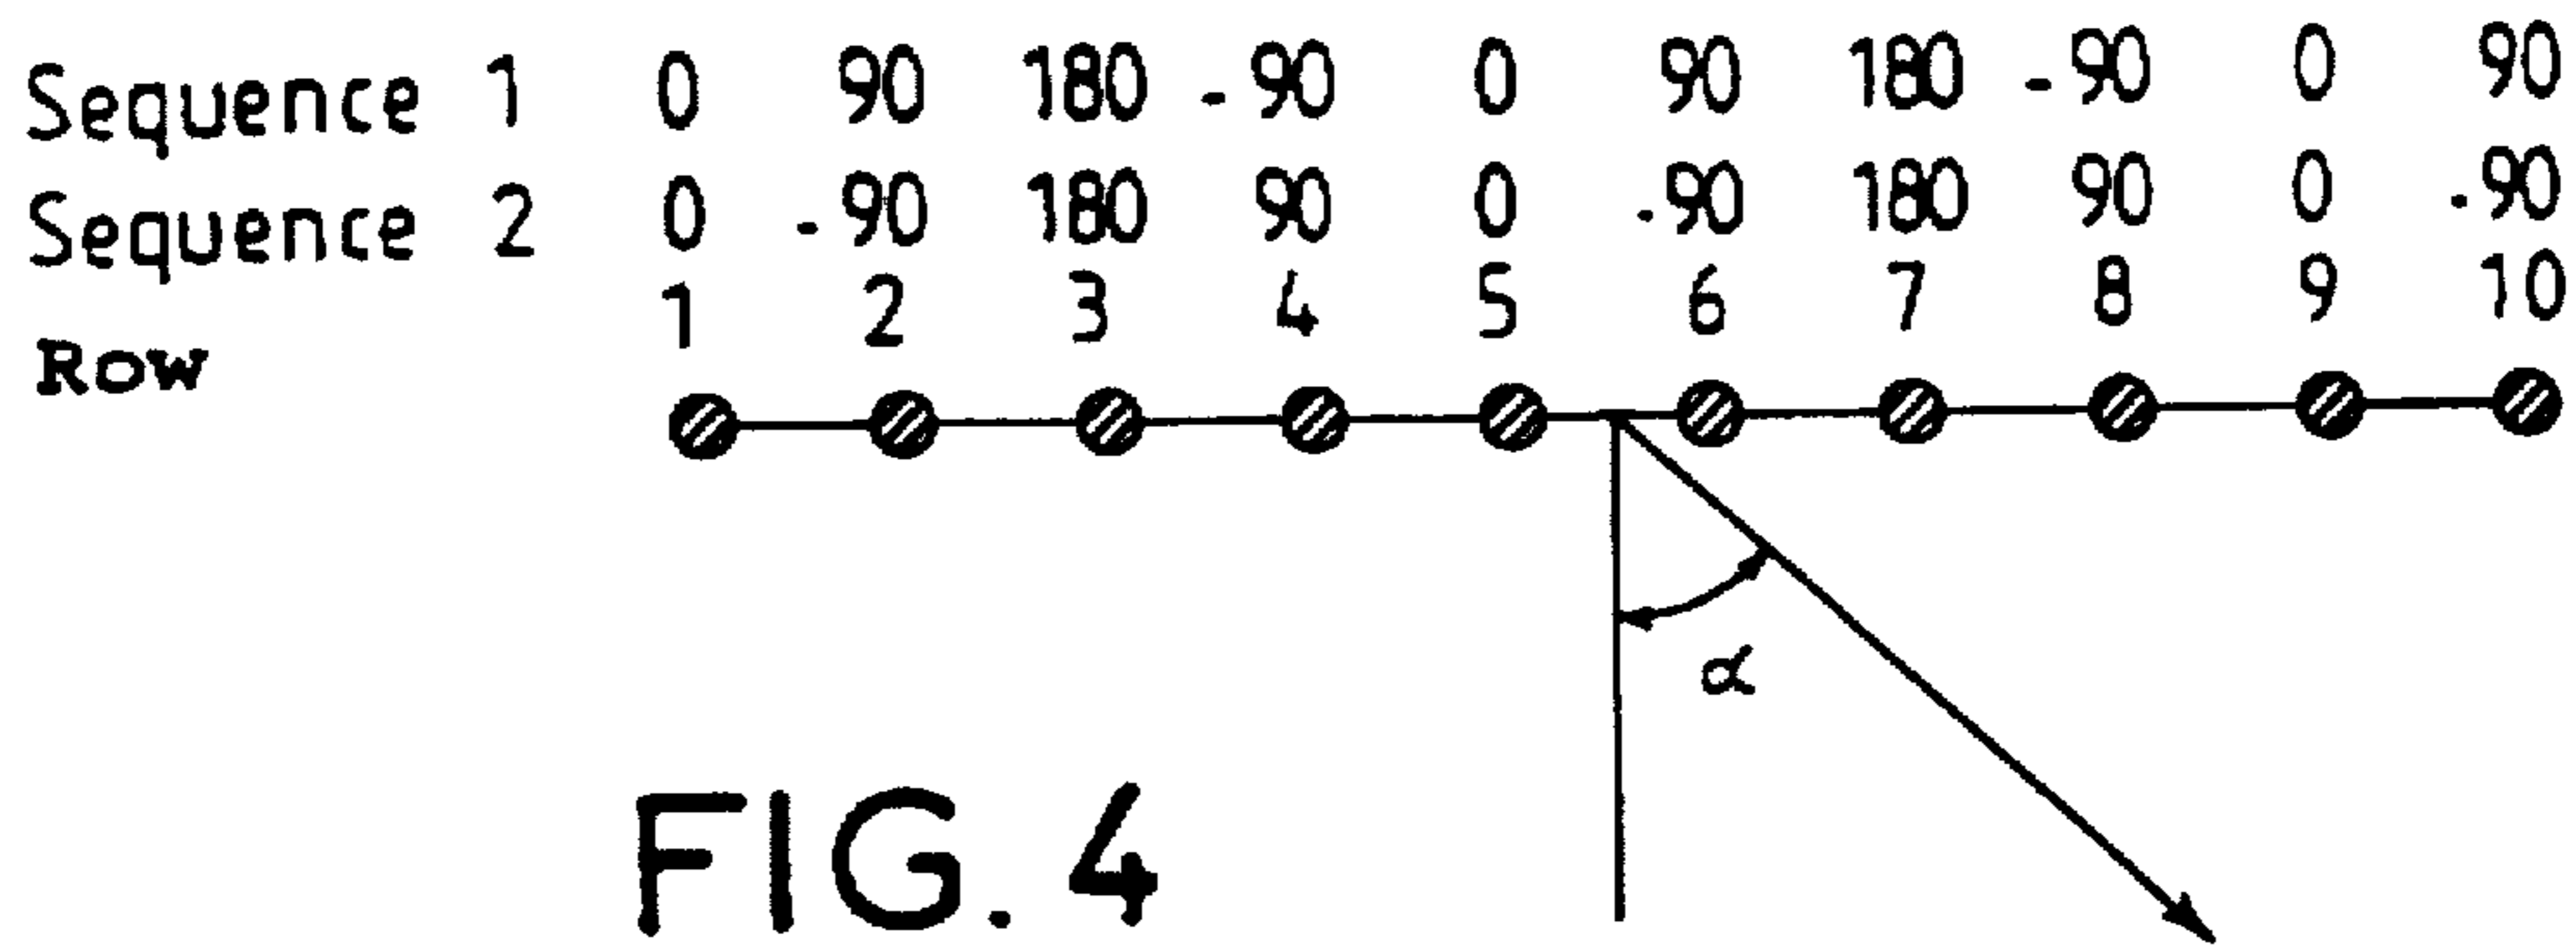 Sequence 1 0 90 180 -90 0 90 180 -90 0 90
Sequence 2 0 -90 180 90 0 -90 180 90 0 -90
1 2 3 4 5 6 7 8 9 10
Row
α
FIG. 4